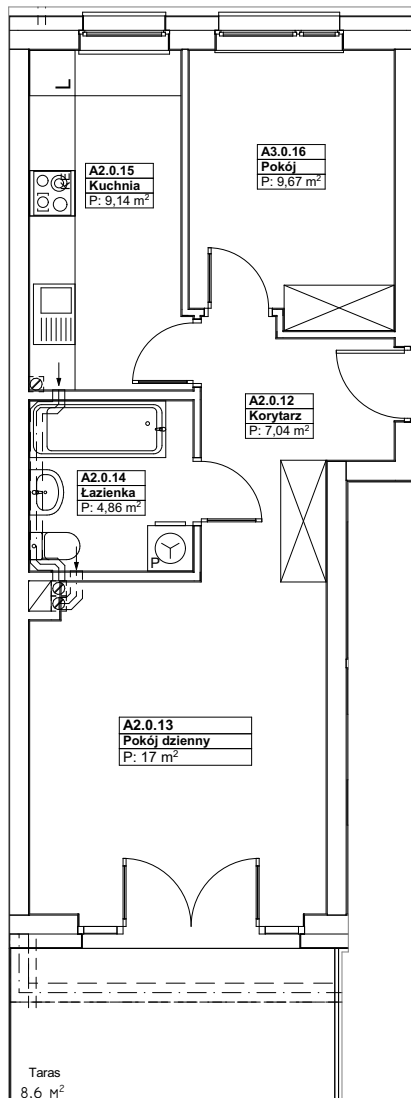 L
A2.0.15
Kuchnia
P: 9,14 m²
A3.0.16
Pokój
P: 9,67 m²
KE
A2.0.12
Korytarz
P: 7,04 m²
A2.0.14
Łazienka
P: 4,86 m²
P
A2.0.13
Pokój dzienny
P: 17 m²
Taras
8.6 M²